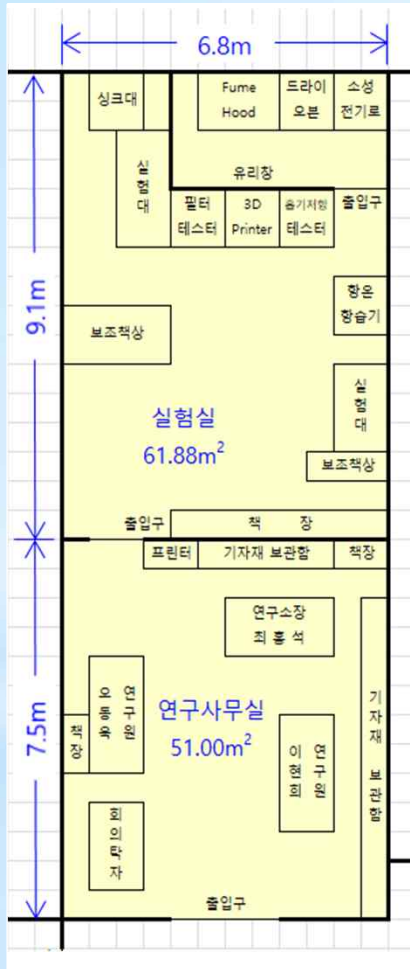 6.8m
싱크대
Fume
Hood
드라이
오븐
소성
전기로
실
험
대
유리창
필터
테스터
3D
Printer
흡기저항
테스터
출입구
9.1m
항온
항습기
보조책상
실
험
대
실험실
61.88m²
보조책상
출입구
책 장
프린터
기자재 보관함
책장
연구소장
최 홍 석
7.5m
오 연
동 구
욱 원
연구사무실
51.00m²
책
장
이 연
현 구
희 원
기
자
재
보
관
함
회
의
탁
자
출입구